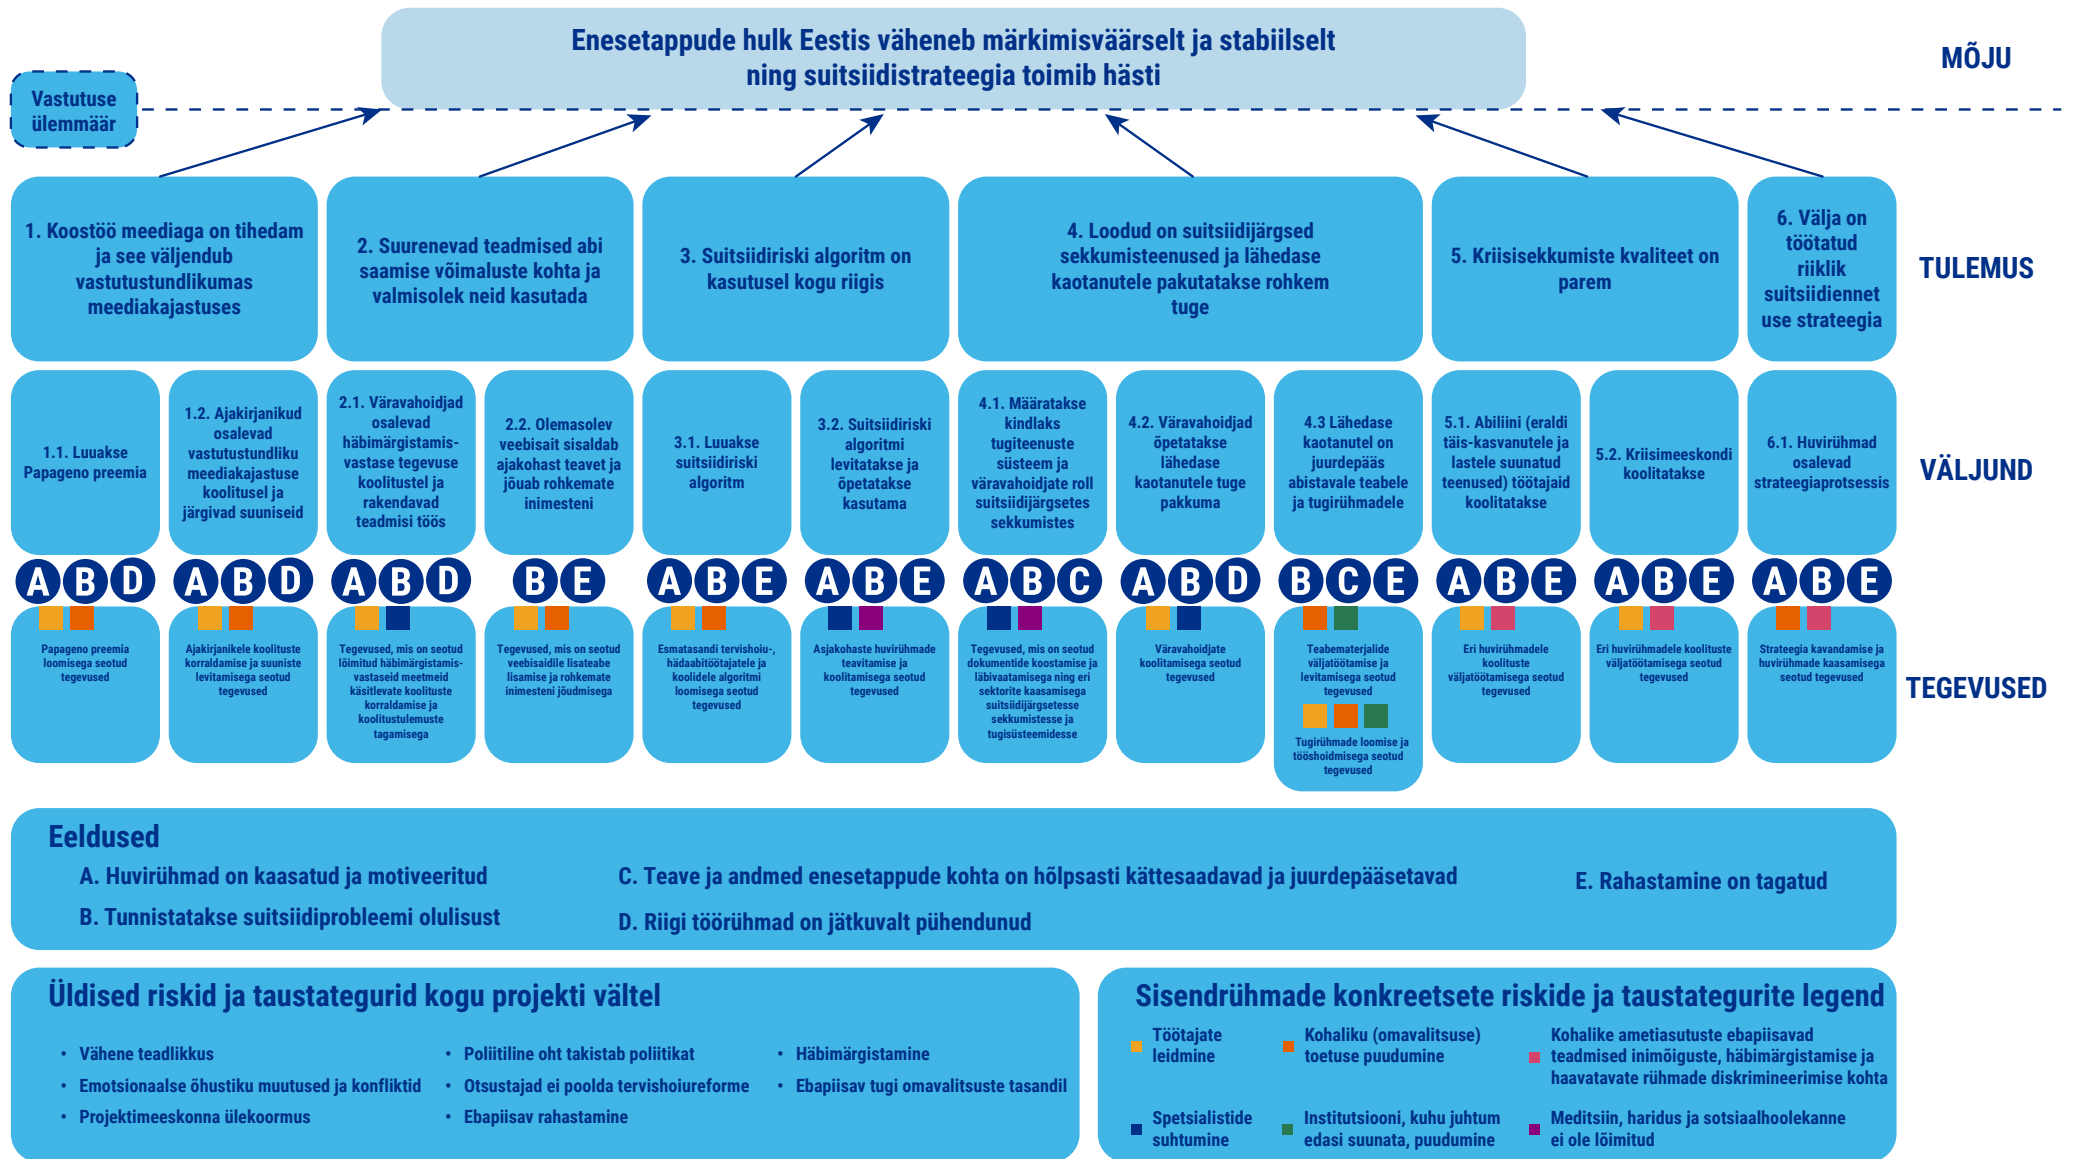 Enesetappude hulk Eestis väheneb märkimisväärselt ja stabiilselt
ning suitsiidistrateegia toimib hästi
MÕJU
Vastutuse
ülemmäär
1. Koostöö meediaga on tihedam
ja see väljendub
vastutustundlikumas
meediakajastuses
2. Suurenevad teadmised abi
saamise võimaluste kohta ja
valmisolek neid kasutada
3. Suitsiidiriski algoritm on
kasutusel kogu riigis
4. Loodud on suitsiidijärgsed
sekkumisteenused ja lähedase
kaotanutele pakutatakse rohkem
tuge
5. Kriisisekkumiste kvaliteet on
parem
6. Välja on
töötatud
riiklik
suitsiidiennet
use strateegia
TULEMUS
1.1. Luuakse
Papageno preemia
1.2. Ajakirjanikud
osalevad
vastutustundliku
meediakajastuse
koolitusel ja
järgivad suuniseid
2.1. Väravahoidjad
osalevad
häbimärgistamis-
vastase tegevuse
koolitustel ja
rakendavad
teadmisi töös
2.2. Olemasolev
veebisait sisaldab
ajakohast teavet ja
jõuab rohkemate
inimesteni
3.1. Luuakse
suitsiidiriski
algoritm
3.2. Suitsiidiriski
algoritmi
levitatakse ja
õpetatakse
kasutama
4.1. Määratakse
kindlaks
tugiteenuste
süsteem ja
väravahoidjate roll
suitsiidijärgsetes
sekkumistes
4.2. Väravahoidjad
õpetatakse
lähedase
kaotanutele tuge
pakkuma
4.3 Lähedase
kaotanutel on
juurdepääs
abistavale teabele
ja tugirühmadele
5.1. Abiliini (eraldi
täis-kasvanutele ja
lastele suunatud
teenused) töötajaid
koolitatakse
5.2. Kriisimeeskondi
koolitatakse
6.1. Huvirühmad
osalevad
strateegiaprotsessis
VÄLJUND
A B D
A B D
A B D
B E
A B E
A B E
A B C
A B D
B C E
A B E
A B E
A B E
Papageno preemia
loomisega seotud
tegevused
Ajakirjanikele koolituste
korraldamise ja suuniste
levitamisega seotud
tegevused
Tegevused, mis on seotud
lõimitud häbimärgistamis-
vastaseid meetmeid
käsitlevate koolituste
korraldamise ja
koolitustulemuste
tagamisega
Tegevused, mis on seotud
veebisaidile lisateabe
lisamise ja rohkemate
inimesteni jõudmisega
Esmatasandi tervishoiu-,
hädaabitöötajatele ja
koolidele algoritmi
loomisega seotud
tegevused
Asjakohaste huvirühmade
teavitamise ja
koolitamisega seotud
tegevused
Tegevused, mis on seotud
dokumentide koostamise ja
läbivaatamisega ning eri
sektorite kaasamisega
suitsiidijärgsetesse
sekkumistesse ja
tugisüsteemidesse
Väravahoidjate
koolitamisega seotud
tegevused
Teabematerjalide
väljatöötamise ja
levitamisega seotud
tegevused
Tugirühmade loomise ja
tööshoidmisega seotud
tegevused
Eri huvirühmadele
koolituste
väljatöötamisega seotud
tegevused
Eri huvirühmadele koolituste
väljatöötamisega seotud
tegevused
Strateegia kavandamise ja
huvirühmade kaasamisega
seotud tegevused
TEGEVUSED
Eeldused
A. Huvirühmad on kaasatud ja motiveeritud
B. Tunnistatakse suitsiidiprobleemi olulisust
C. Teave ja andmed enesetappude kohta on hõlpsasti kättesaadavad ja juurdepääsetavad
D. Riigi töörühmad on jätkuvalt pühendunud
E. Rahastamine on tagatud
Üldised riskid ja taustategurid kogu projekti vältel
• Vähene teadlikkus
• Emotsionaalse õhustiku muutused ja konfliktid
• Projektimeeskonna ülekoormus
• Poliitiline oht takistab poliitikat
• Otsustajad ei poolda tervishoiureforme
• Ebapiisav rahastamine
• Häbimärgistamine
• Ebapiisav tugi omavalitsuste tasandil
Sisendrühmade konkreetsete riskide ja taustategurite legend
Töötajate
leidmine
Kohaliku (omavalitsuse)
toetuse puudumine
Kohalike ametiasutuste ebapiisavad
teadmised inimõiguste, häbimärgistamise ja
haavatavate rühmade diskrimineerimise kohta
Spetsialistide
suhtumine
Institutsiooni, kuhu juhtum
edasi suunata, puudumine
Meditsiin, haridus ja sotsiaalhoolekanne
ei ole lõimitud